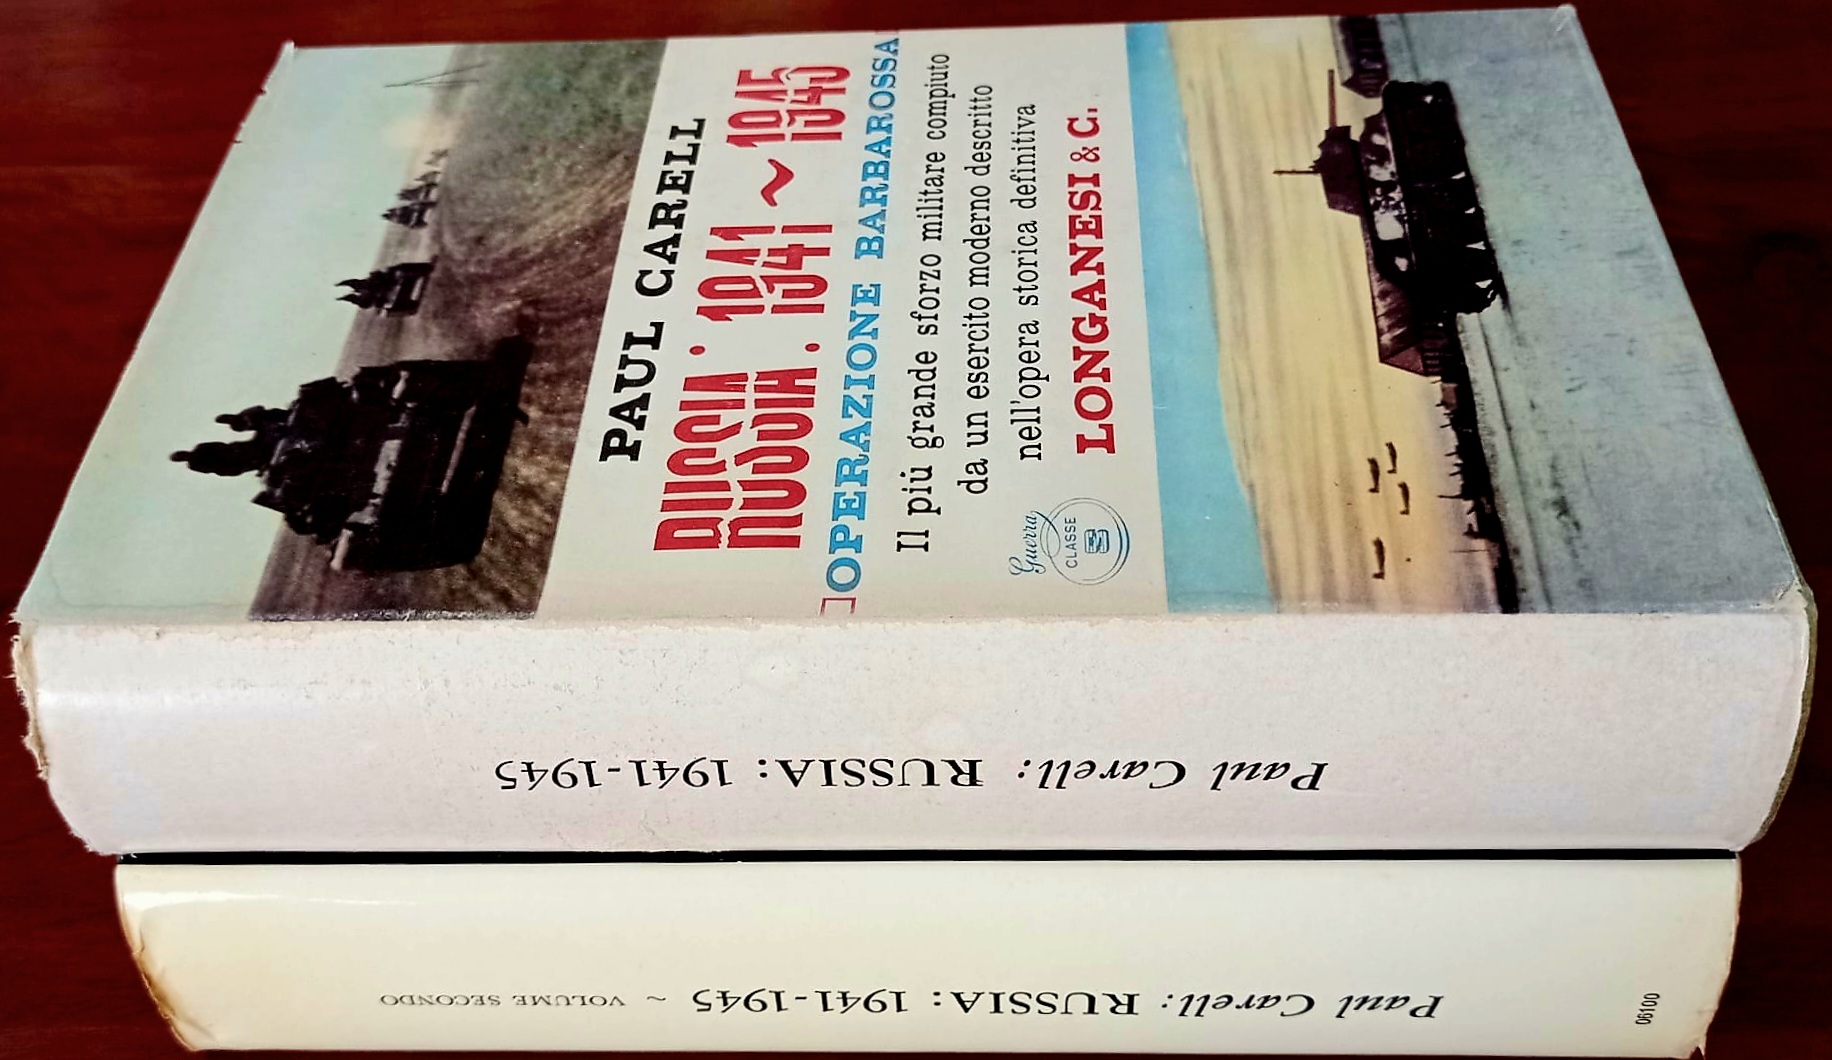 PAUL CARELL
RUSSIA: 1941 ~ 1945
OPERAZIONE BARBAROSSA
Il più grande sforzo militare compiuto
da un esercito moderno descritto
nell'opera storica definitiva
LONGANESI & C.
Guerra
CLASSE
Paul Carell: RUSSIA: 1941-1945
Paul Carell: RUSSIA: 1941-1945 ~ VOLUME SECONDO
06100